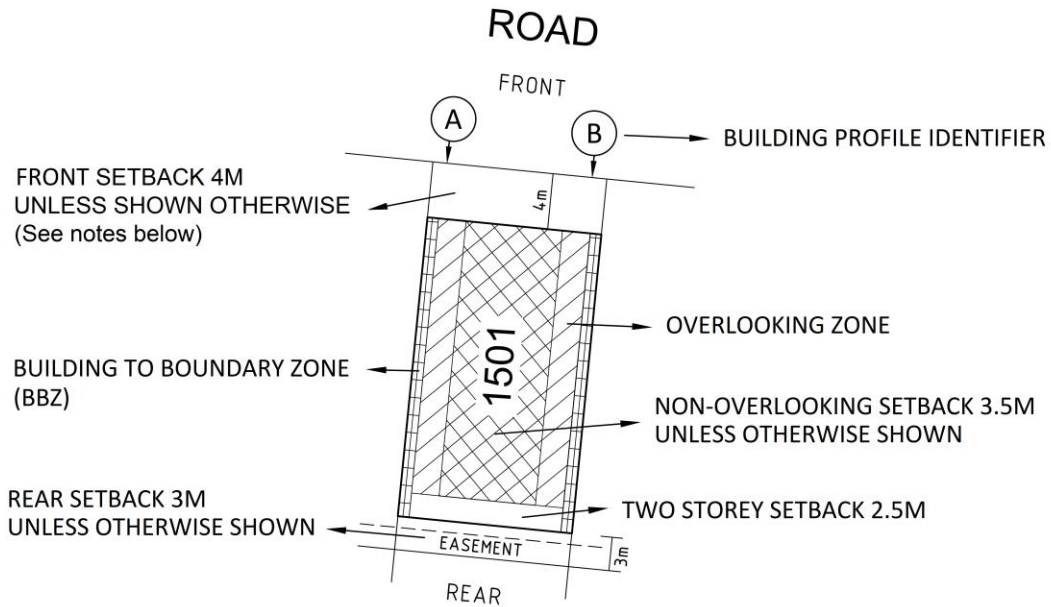 ROAD
FRONT
A
B
BUILDING PROFILE IDENTIFIER
FRONT SETBACK 4M
UNLESS SHOWN OTHERWISE
(See notes below)
4m
1501
OVERLOOKING ZONE
BUILDING TO BOUNDARY ZONE
(BBZ)
NON-OVERLOOKING SETBACK 3.5M
UNLESS OTHERWISE SHOWN
REAR SETBACK 3M
UNLESS OTHERWISE SHOWN
TWO STOREY SETBACK 2.5M
EASEMENT
3m
REAR